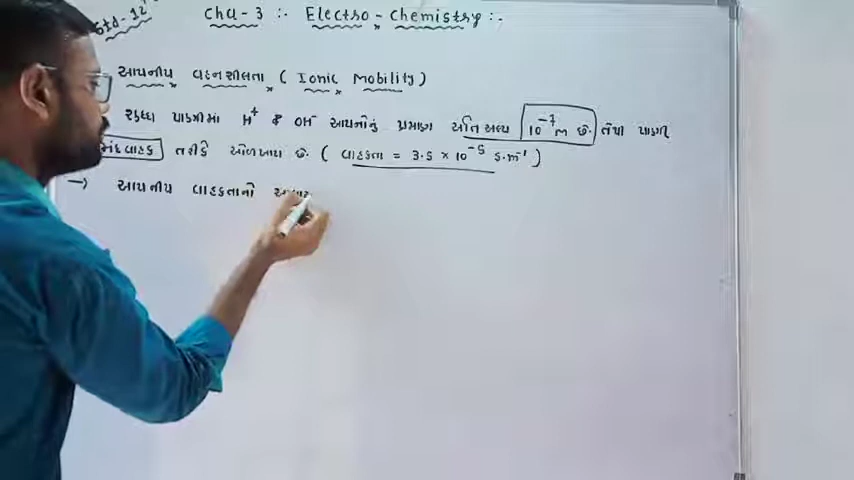 Std-12
Cha-3 :- Electro-Chemistry :-
આયનીય વહનશીલતા ( Ionic Mobility )
H⁺ & OH⁻ આયનોનું પ્રમાણ અતિ અલ્પ 10⁻⁷ M છે. તેથી પાણી
મંદવાહક તરીકે ઓળખાય છે. ( વાહકતા = 3.5 × 10⁻⁵ S.m⁻¹ )
→ આયનીય વાહકતાનો